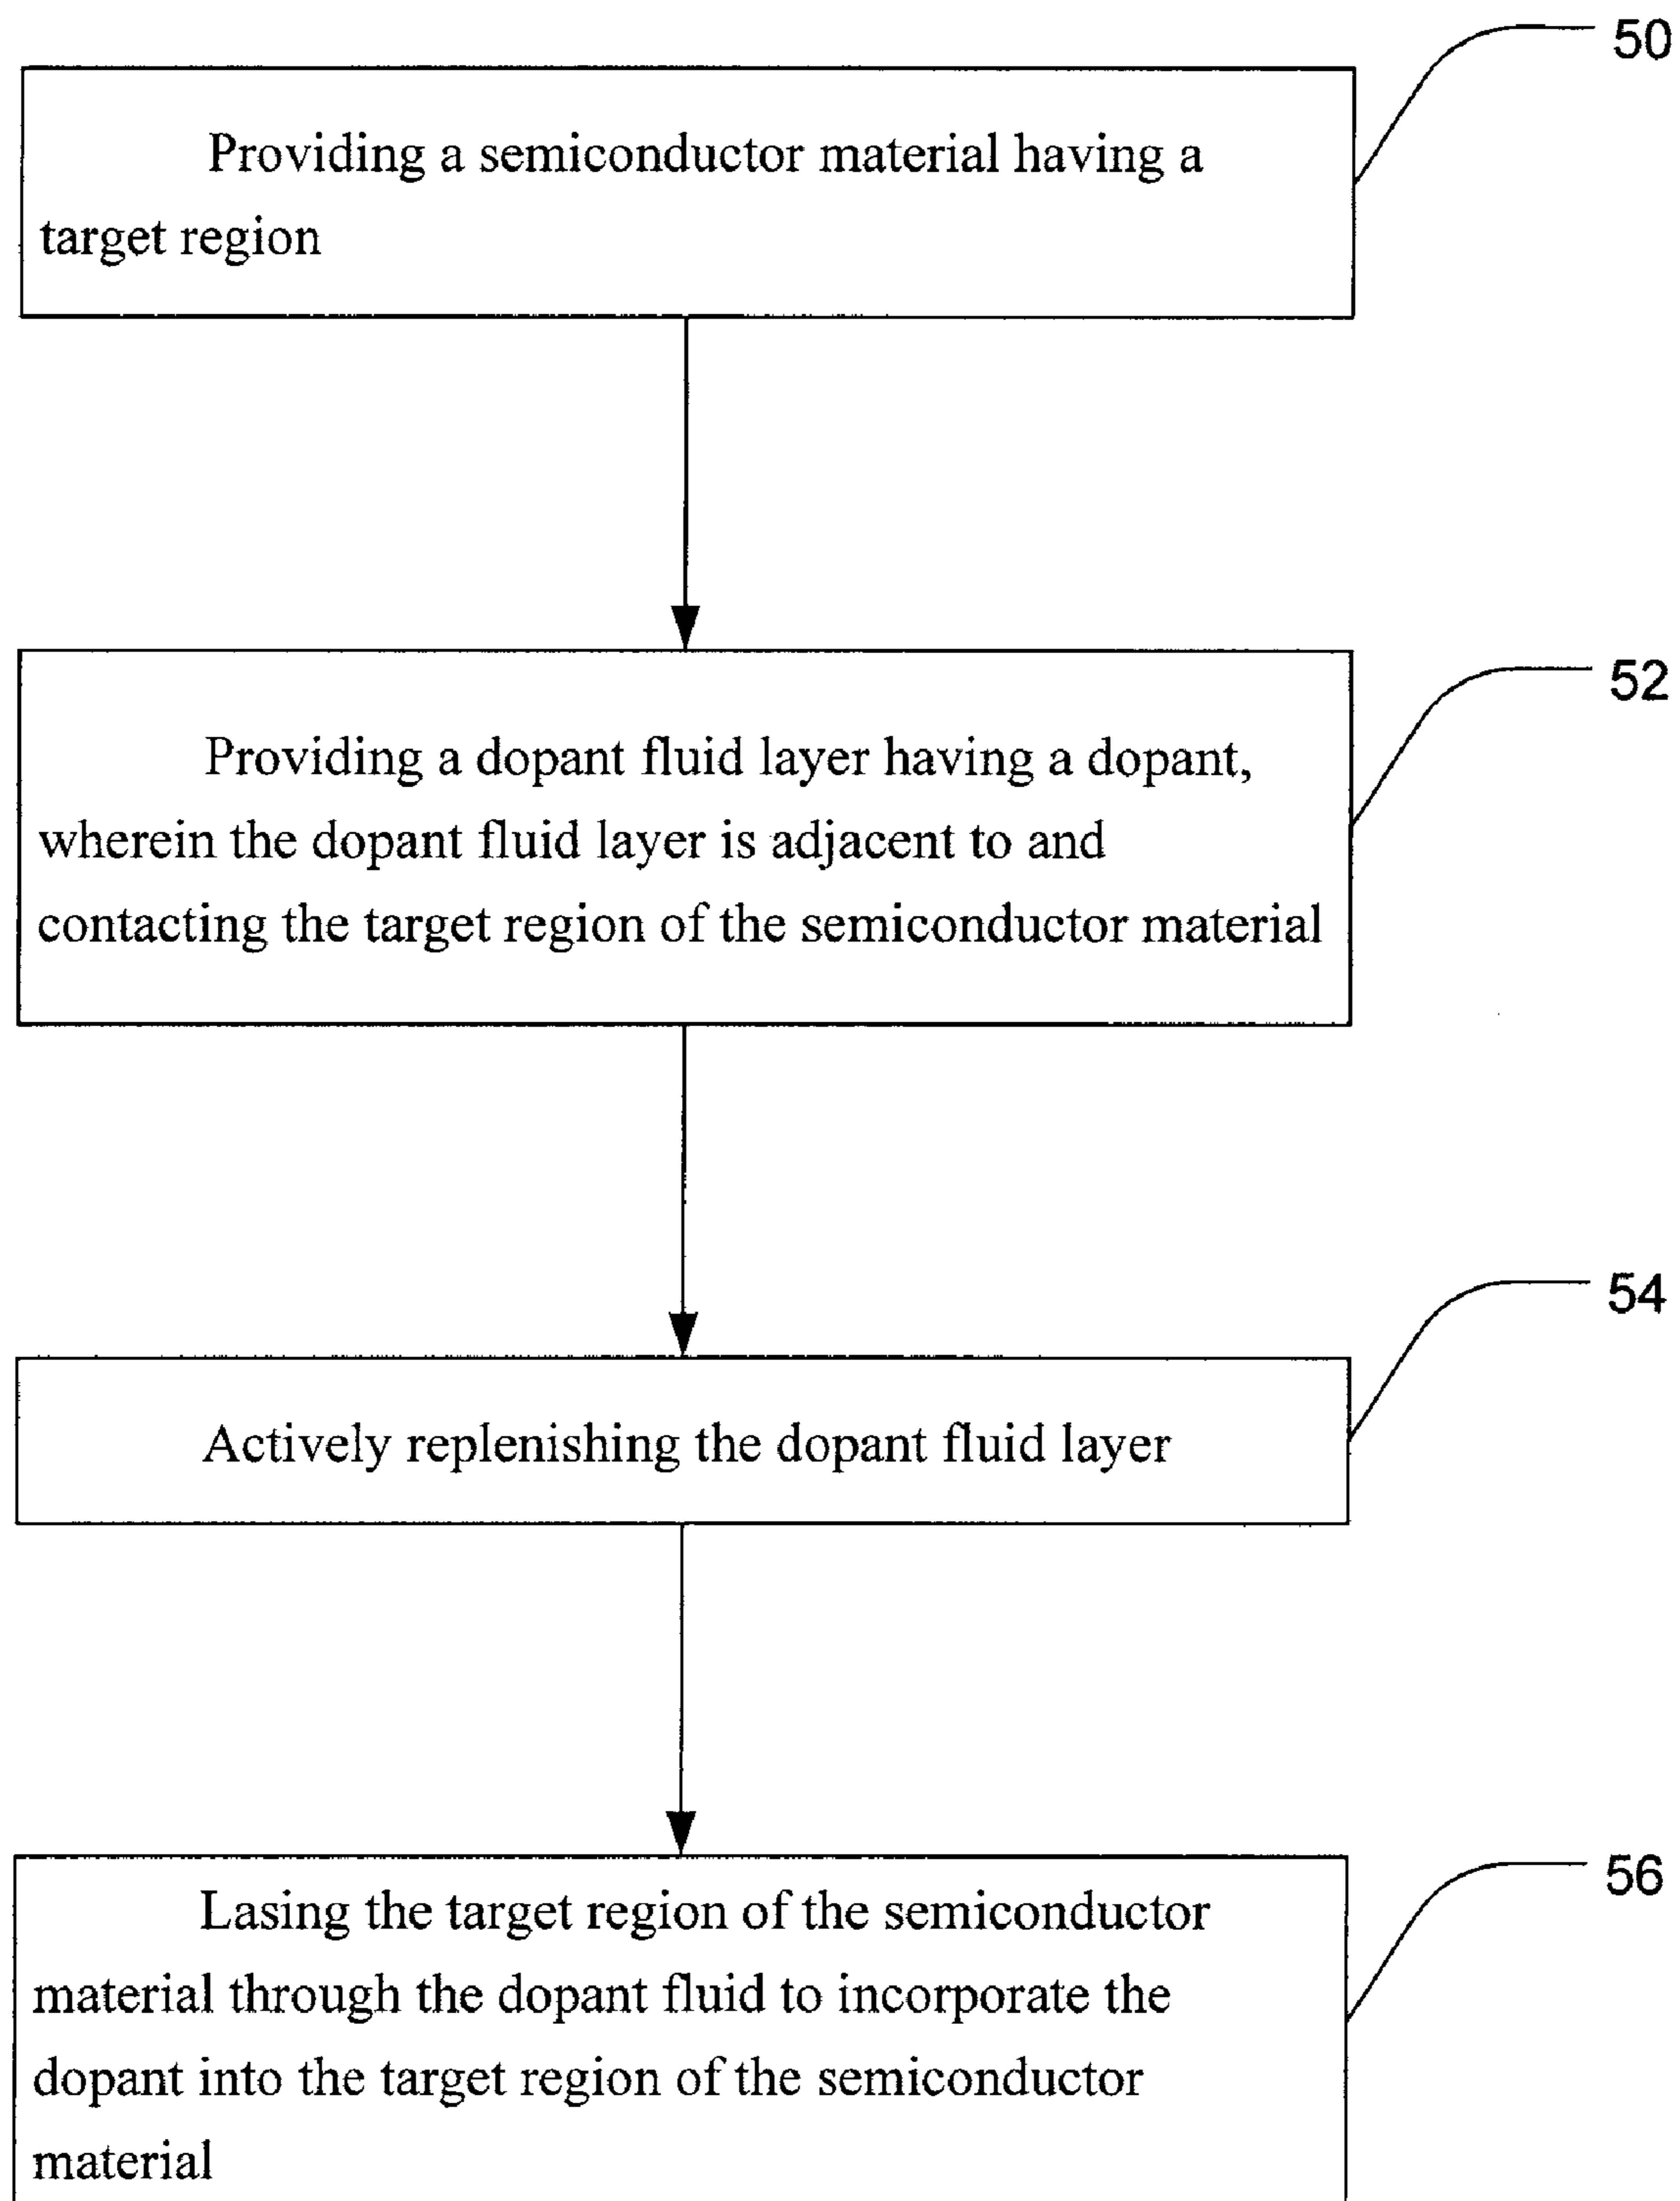 50
Providing a semiconductor material having a
target region
52
Providing a dopant fluid layer having a dopant,
wherein the dopant fluid layer is adjacent to and
contacting the target region of the semiconductor material
54
Actively replenishing the dopant fluid layer
56
Lasing the target region of the semiconductor
material through the dopant fluid to incorporate the
dopant into the target region of the semiconductor
material